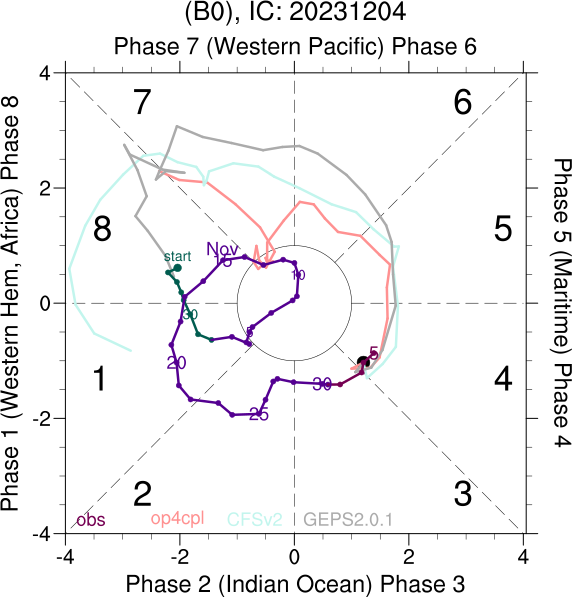 (B0), IC: 20231204
Phase 7 (Western Pacific) Phase 6
4
7
6
Phase 1 (Western Hem, Africa) Phase 8
Phase 5 (Maritime) Phase 4
2
8
5
start
Nov
15
10
0
30
5
5
20
1
4
30
25
-2
2
3
obs
op4cpl
CFSv2
GEPS2.0.1
-4
-4
-2
0
2
4
Phase 2 (Indian Ocean) Phase 3